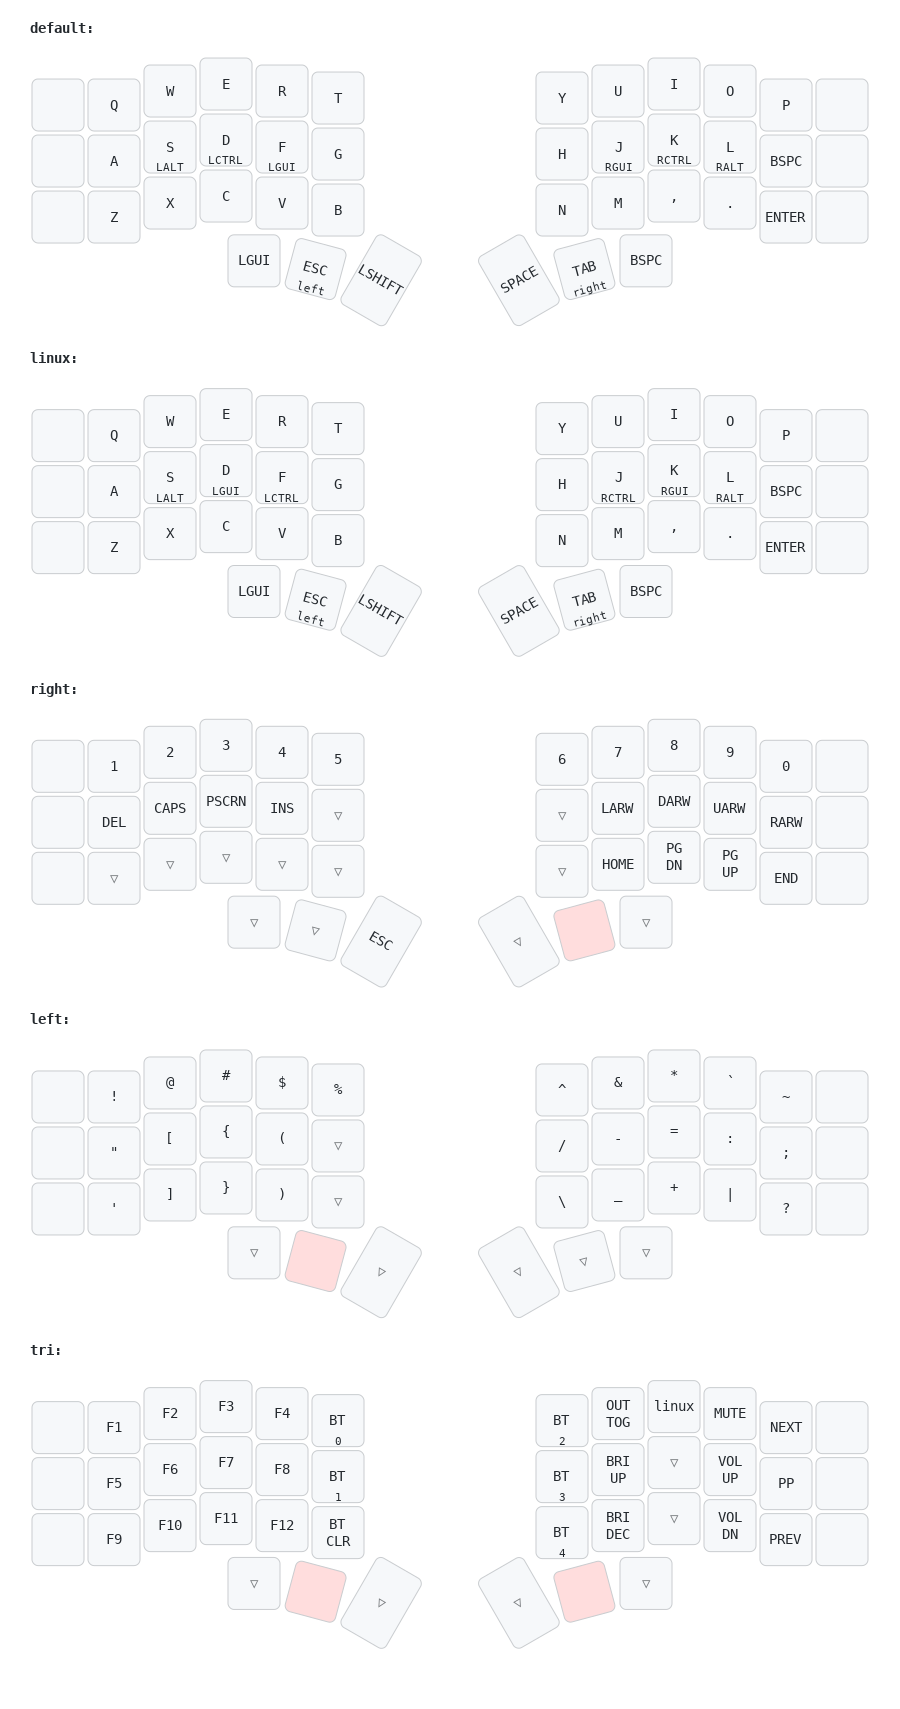 default:
Q W E R T Y U I O P
A S D F G H J K L BSPC
LALT LCTRL LGUI RGUI RCTRL RALT
Z X C V B N M , . ENTER
LGUI ESC LSHIFT SPACE TAB BSPC
left right
linux:
Q W E R T Y U I O P
A S D F G H J K L BSPC
LALT LGUI LCTRL RCTRL RGUI RALT
Z X C V B N M , . ENTER
LGUI ESC LSHIFT SPACE TAB BSPC
left right
right:
1 2 3 4 5 6 7 8 9 0
DEL CAPS PSCRN INS ▽ ▽ LARW DARW UARW RARW
▽ ▽ ▽ ▽ ▽ ▽ HOME PG DN PG UP END
▽ ▽ ESC ▽ ▽
left:
! @ # $ % ^ & * ` ~
" [ { ( ▽ / - = : ;
' ] } ) ▽ \ _ + | ?
▽ ▽ ▽ ▽ ▽
tri:
F1 F2 F3 F4 BT 0 BT 2 OUT TOG linux MUTE NEXT
F5 F6 F7 F8 BT 1 BT 3 BRI UP ▽ VOL UP PP
F9 F10 F11 F12 BT CLR BT 4 BRI DEC ▽ VOL DN PREV
▽ ▽ ▽ ▽